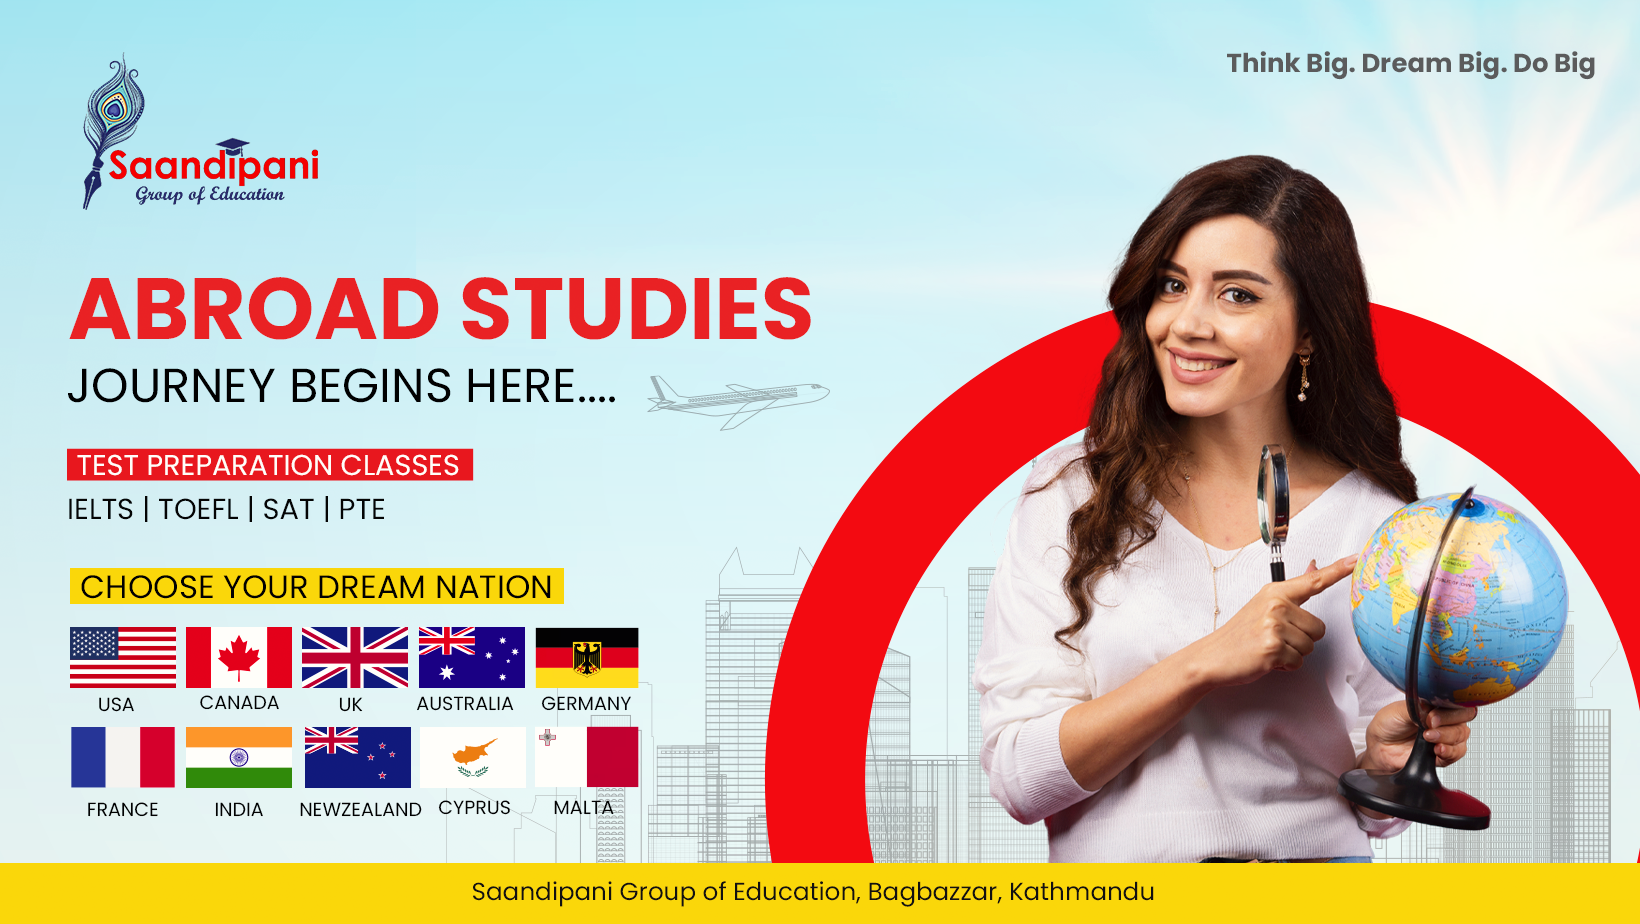 Think Big. Dream Big. Do Big
Saandipani
Group of Education
ABROAD STUDIES
JOURNEY BEGINS HERE....
TEST PREPARATION CLASSES
IELTS | TOEFL | SAT | PTE
CHOOSE YOUR DREAM NATION
USA
CANADA
UK
AUSTRALIA
GERMANY
FRANCE
INDIA
NEWZEALAND
CYPRUS
MALTA
Saandipani Group of Education, Bagbazzar, Kathmandu